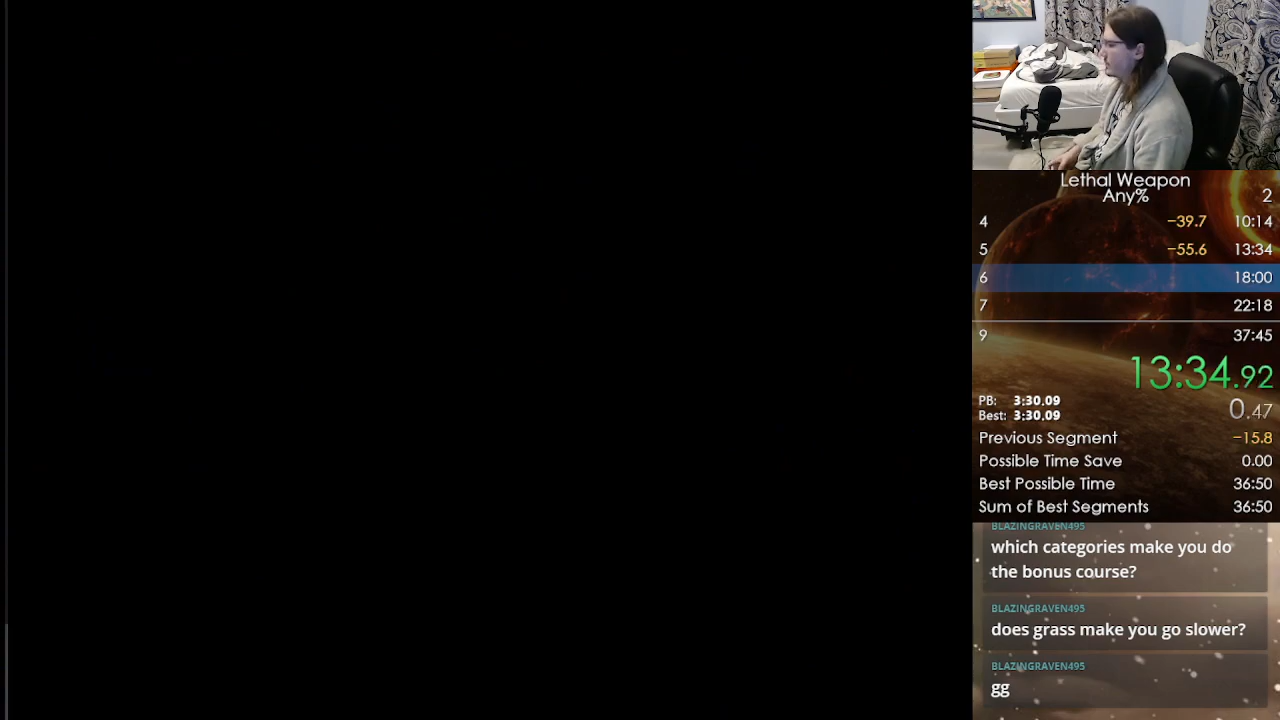 Lethal Weapon
Any% 2
4 −39.7 10:14
5 −55.6 13:34
6 18:00
7 22:18
9 37:45
13:34.92
PB: 3:30.09
Best: 3:30.09
0.47
Previous Segment −15.8
Possible Time Save 0.00
Best Possible Time 36:50
Sum of Best Segments 36:50
BLAZINGRAVEN495
which categories make you do
the bonus course?
BLAZINGRAVEN495
does grass make you go slower?
BLAZINGRAVEN495
gg